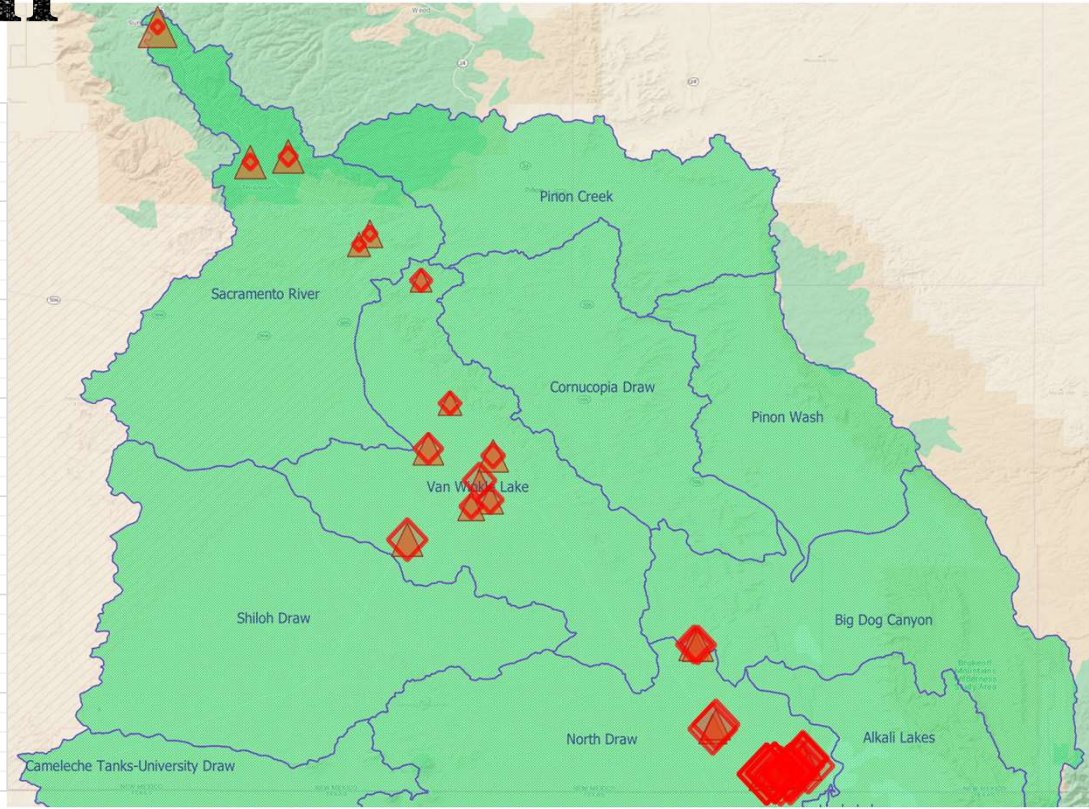 Weed
Pinon Creek
Sacramento River
Cornucopia Draw
Pinon Wash
Van Winkle Lake
Shiloh Draw
Big Dog Canyon
North Draw
Alkali Lakes
Cameleche Tanks-University Draw